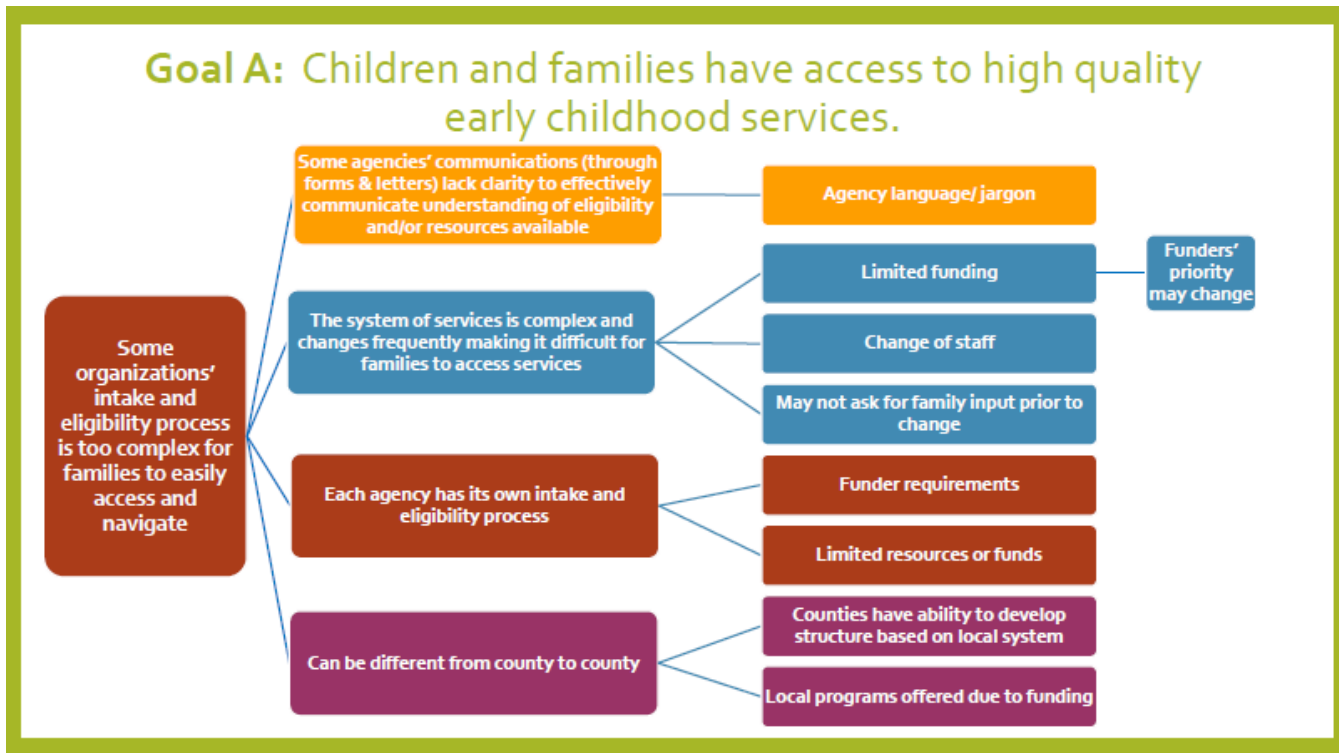 Goal A: Children and families have access to high quality
early childhood services.
Some
organizations'
intake and
eligibility process
is too complex for
families to easily
access and
navigate
Some agencies' communications (through
forms & letters) lack clarity to effectively
communicate understanding of eligibility
and/or resources available
Agency language/ jargon
The system of services is complex and
changes frequently making it difficult for
families to access services
Limited funding
Funders'
priority
may change
Change of staff
May not ask for family input prior to
change
Each agency has its own intake and
eligibility process
Funder requirements
Limited resources or funds
Can be different from county to county
Counties have ability to develop
structure based on local system
Local programs offered due to funding